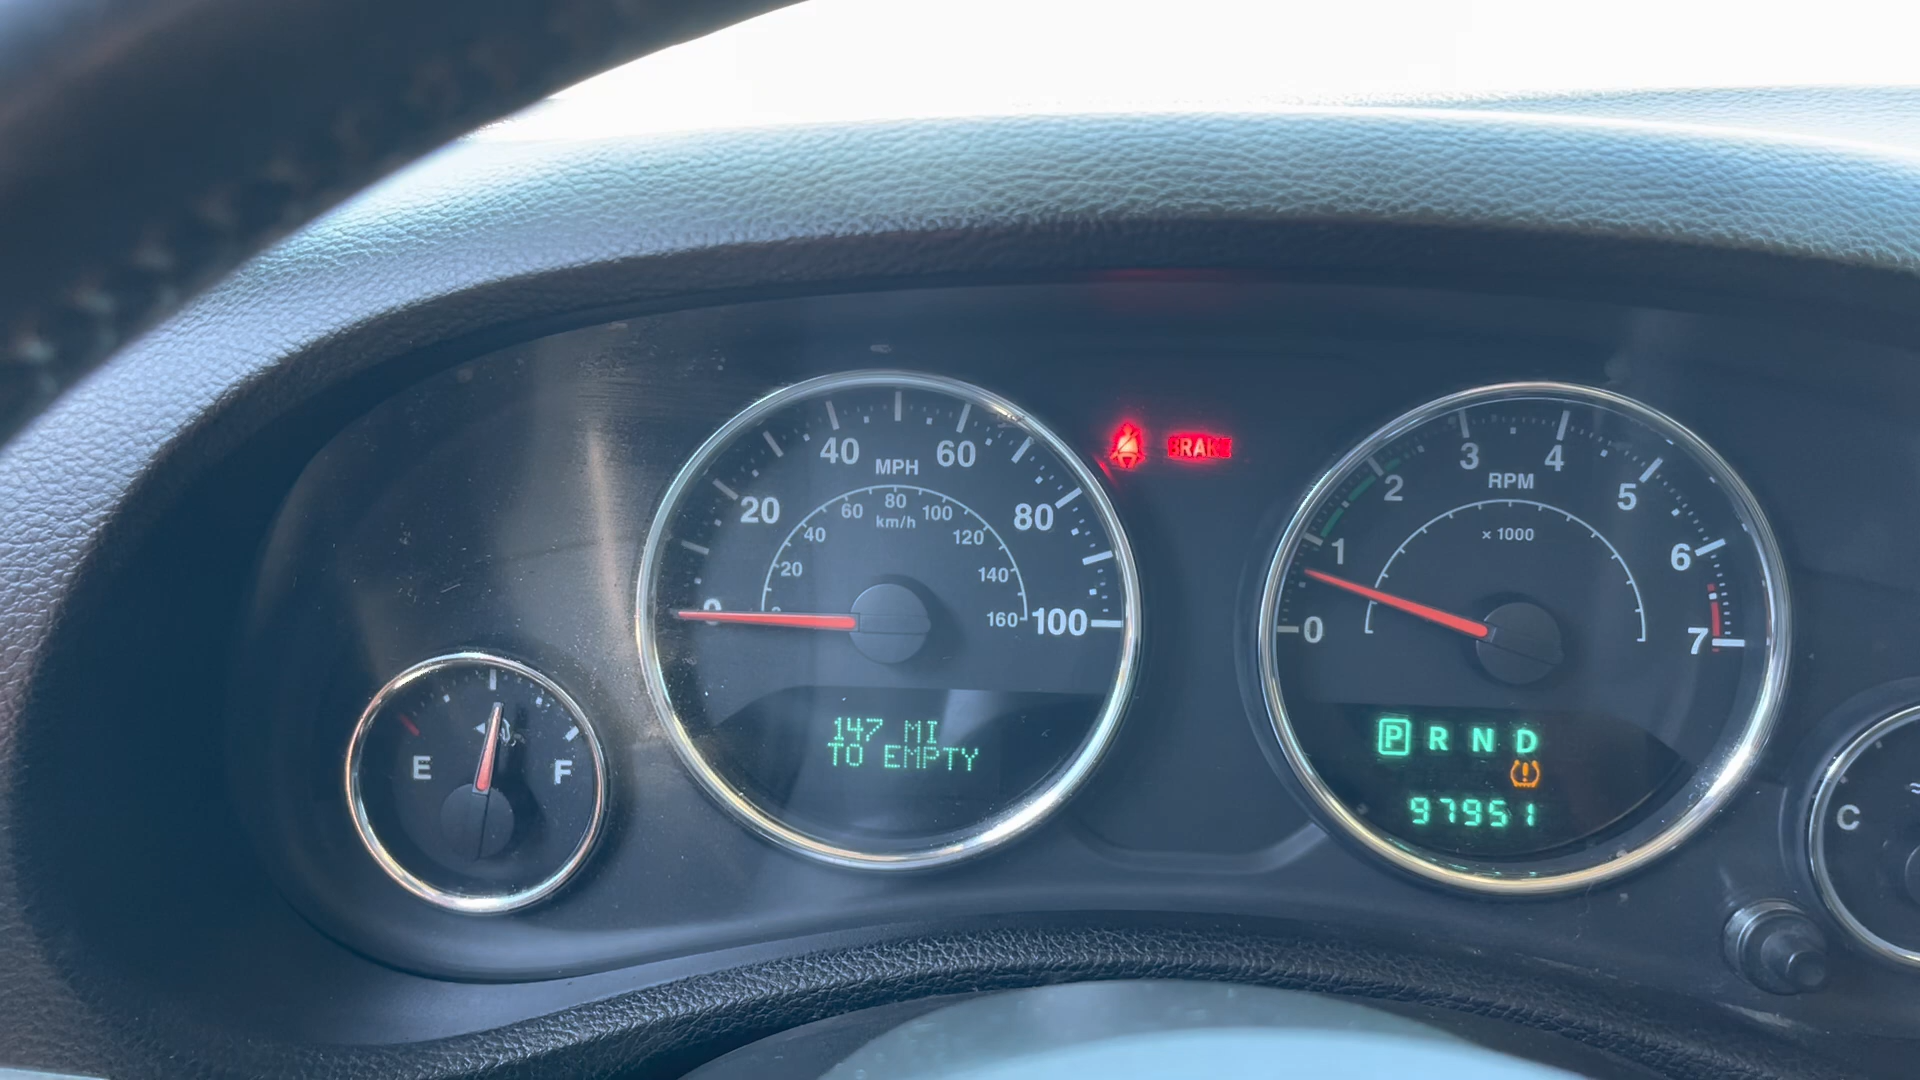 40 MPH 60
20 80
100
0
60 80 100
km/h
40 120
20 140
160
147 MI
TO EMPTY
E F
BRAKE
3 4
2 RPM 5
1 6
0 7
x 1000
P R N D
97951
C